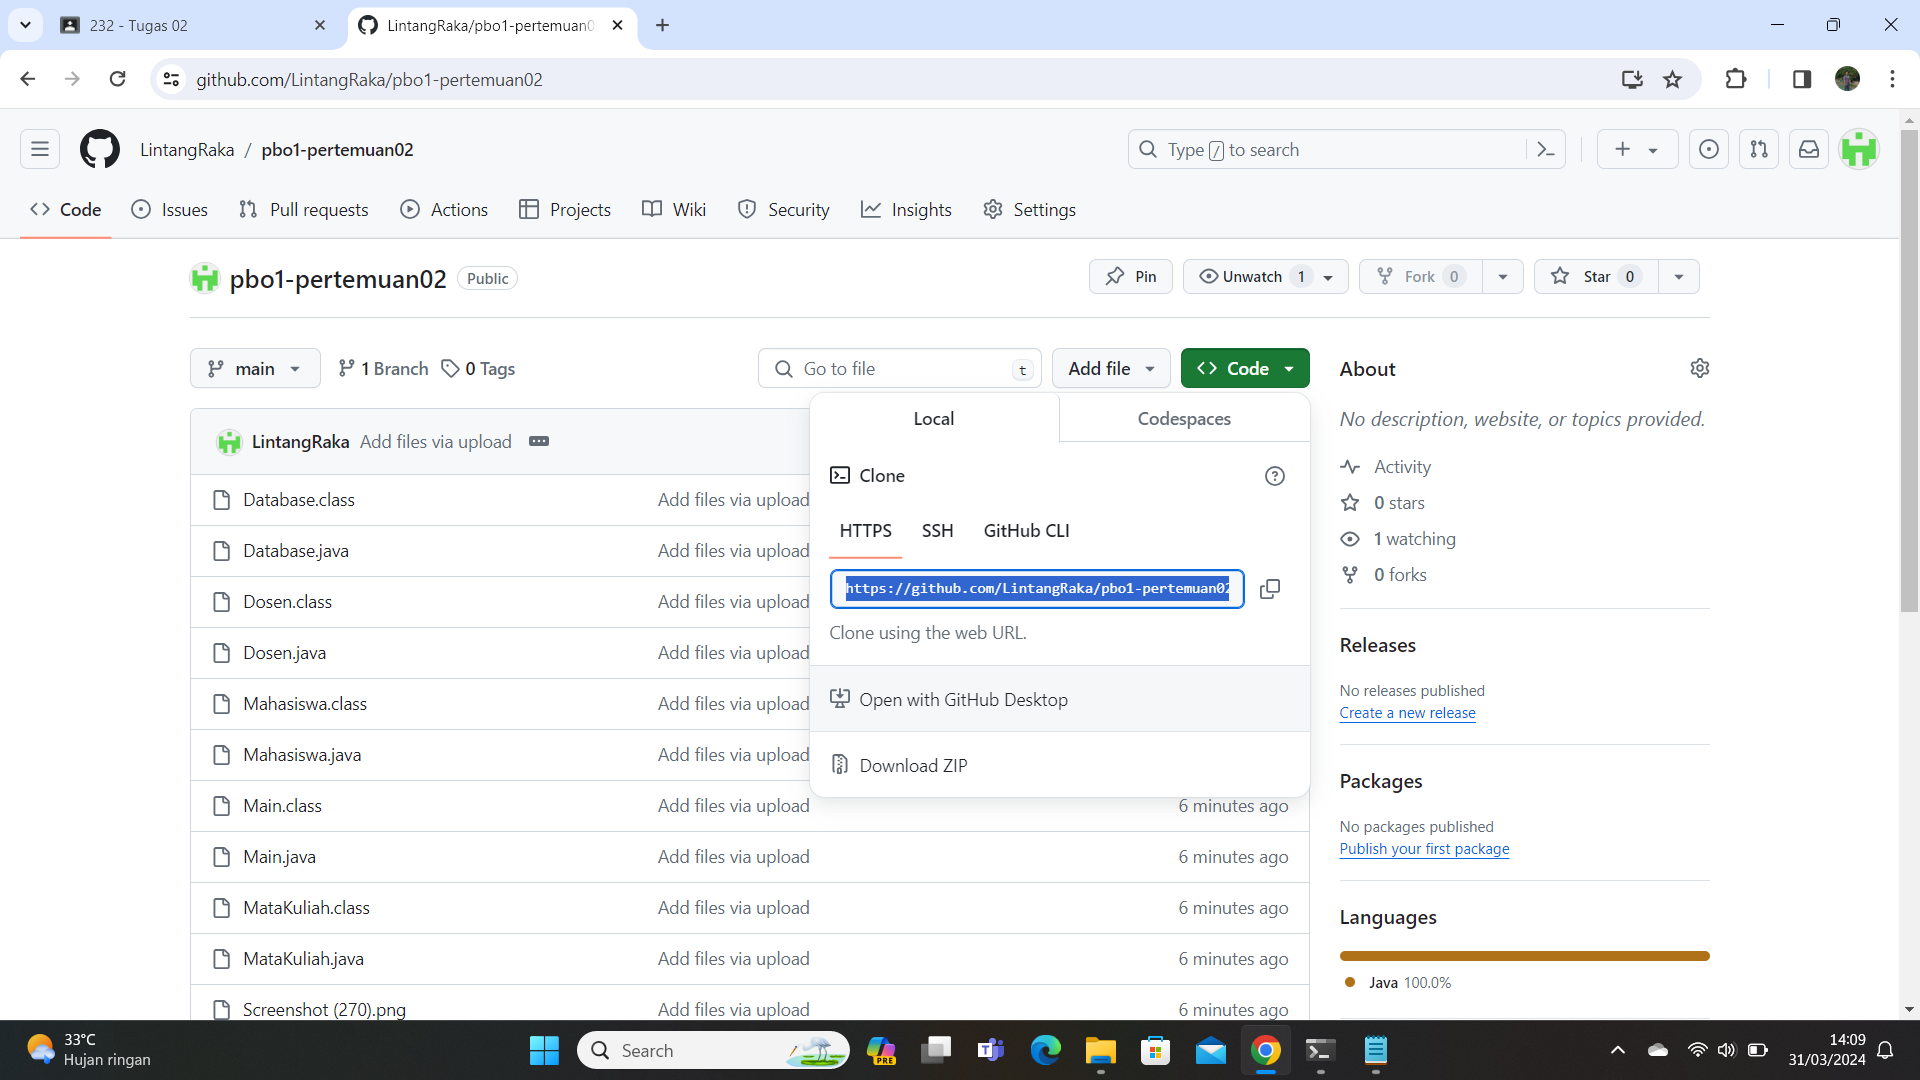 232 - Tugas 02
LintangRaka/pbo1-pertemuan0
github.com/LintangRaka/pbo1-pertemuan02
LintangRaka / pbo1-pertemuan02
Type / to search
Code
Issues
Pull requests
Actions
Projects
Wiki
Security
Insights
Settings
pbo1-pertemuan02 Public
Pin
Unwatch 1
Fork 0
Star 0
main
1 Branch
0 Tags
Go to file
t
Add file
Code
LintangRaka Add files via upload
Database.class Add files via upload
Database.java Add files via upload
Dosen.class Add files via upload
Dosen.java Add files via upload
Mahasiswa.class Add files via upload
Mahasiswa.java Add files via upload
Main.class Add files via upload 6 minutes ago
Main.java Add files via upload 6 minutes ago
MataKuliah.class Add files via upload 6 minutes ago
MataKuliah.java Add files via upload 6 minutes ago
Screenshot (270).png Add files via upload 6 minutes ago
Local
Codespaces
Clone
HTTPS
SSH
GitHub CLI
https://github.com/LintangRaka/pbo1-pertemuan02
Clone using the web URL.
Open with GitHub Desktop
Download ZIP
About
No description, website, or topics provided.
Activity
0 stars
1 watching
0 forks
Releases
No releases published
Create a new release
Packages
No packages published
Publish your first package
Languages
Java 100.0%
33°C
Hujan ringan
Search
PRE
14:09
31/03/2024